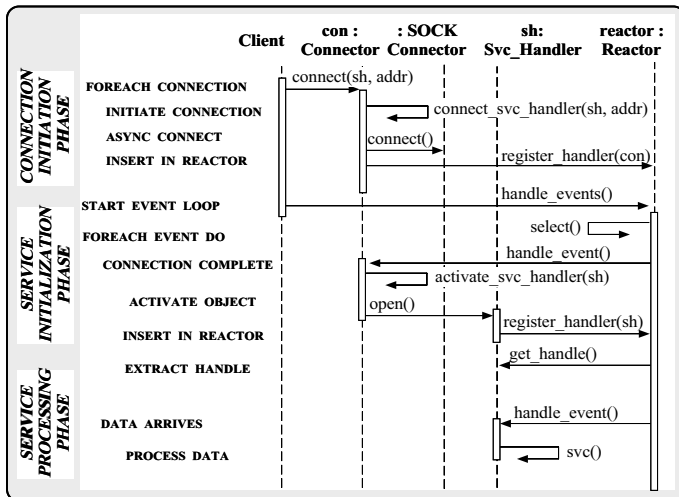 con : : SOCK sh: reactor :
Client Connector Connector Svc_Handler Reactor
CONNECTION
INITIATION
PHASE
FOREACH CONNECTION connect(sh, addr)
INITIATE CONNECTION connect_svc_handler(sh, addr)
ASYNC CONNECT connect()
INSERT IN REACTOR register_handler(con)
SERVICE
INITIALIZATION
PHASE
START EVENT LOOP handle_events()
FOREACH EVENT DO select()
CONNECTION COMPLETE handle_event()
activate_svc_handler(sh)
ACTIVATE OBJECT open()
INSERT IN REACTOR register_handler(sh)
EXTRACT HANDLE get_handle()
SERVICE
PROCESSING
PHASE
DATA ARRIVES handle_event()
PROCESS DATA svc()